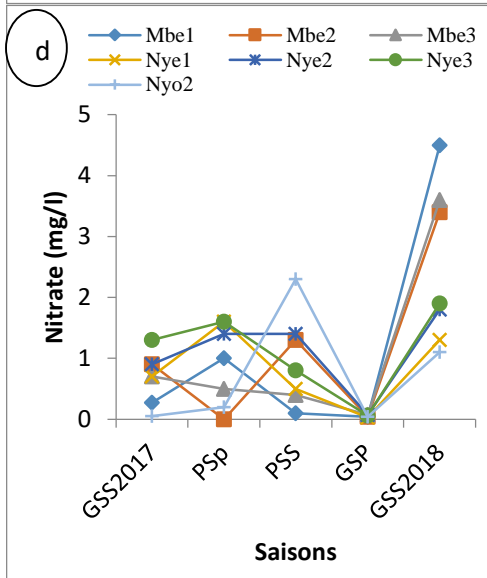 d
Mbe1 Mbe2 Mbe3
Nye1 Nye2 Nye3
Nyo2
5
4
3
2
1
0
Nitrate (mg/l)
GSS2017 PSp PSS GSP GSS2018
Saisons